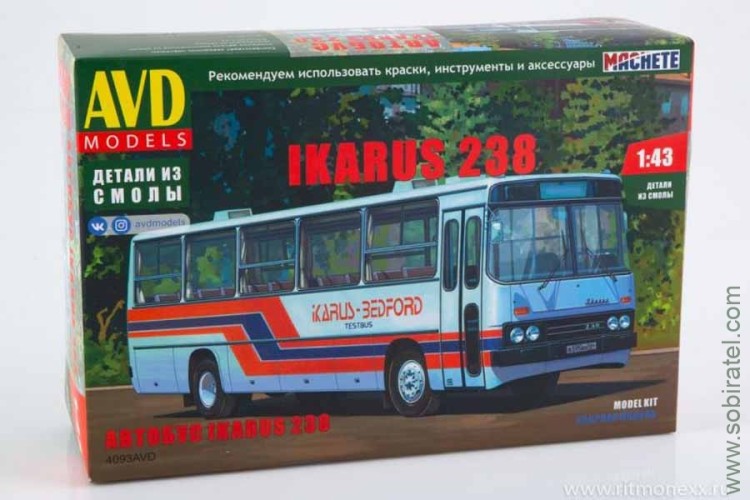 Рекомендуем использовать краски, инструменты и аксессуары
MACHETE
AVD
MODELS
ДЕТАЛИ ИЗ
СМОЛЫ
avdmodels
IKARUS 238
1:43
ДЕТАЛИ
ИЗ СМОЛЫ
IKARUS-BEDFORD
TESTBUS
Ikarus
MODEL KIT
АВТОБУС IKARUS 238
4093AVD
www.sobiratel.com
www.ritmonexx.ru